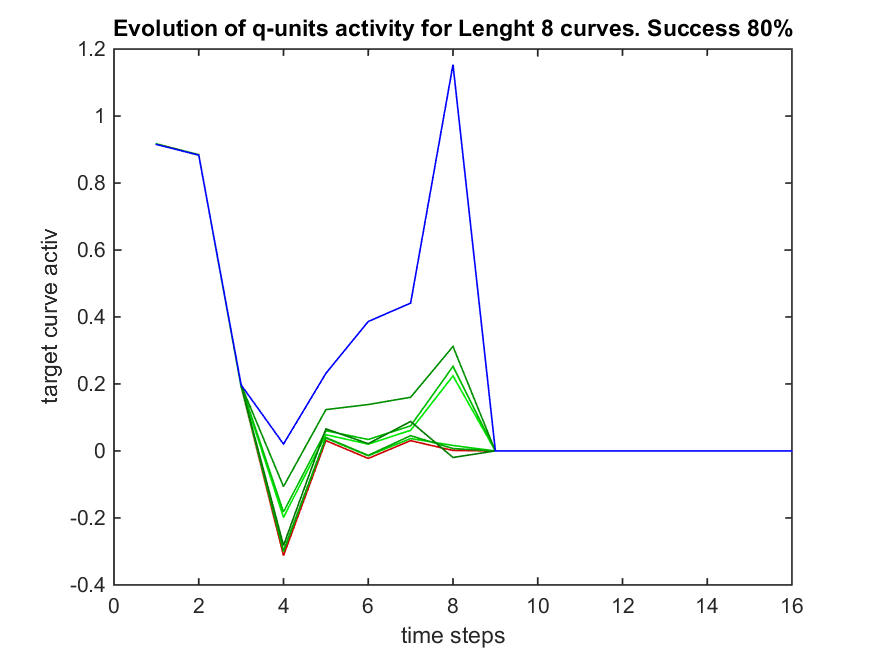 Evolution of q-units activity for Lenght 8 curves. Success 80%
1.2
1
0.8
0.6
0.4
0.2
0
-0.2
-0.4
target curve activ
0 2 4 6 8 10 12 14 16
time steps